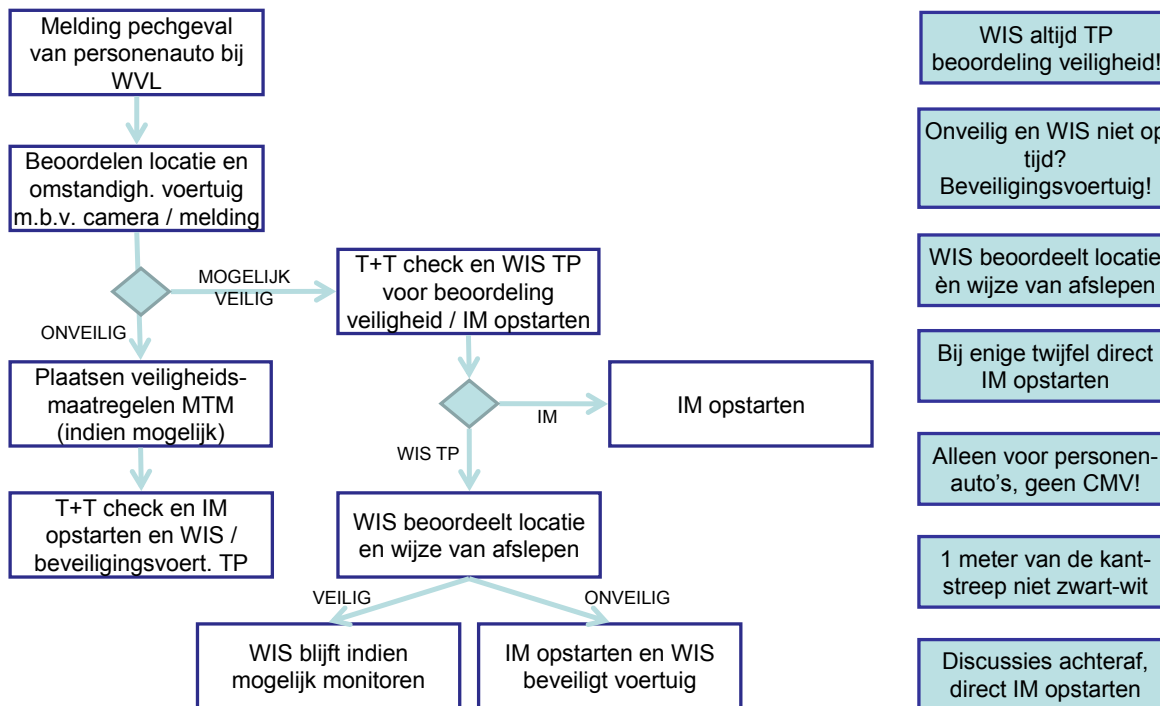 Melding pechgeval
van personenauto bij
WVL
Beoordelen locatie en
omstandigh. voertuig
m.b.v. camera / melding
MOGELIJK
VEILIG
T+T check en WIS TP
voor beoordeling
veiligheid / IM opstarten
ONVEILIG
Plaatsen veiligheids-
maatregelen MTM
(indien mogelijk)
IM
IM opstarten
WIS TP
T+T check en IM
opstarten en WIS /
beveiligingsvoert. TP
WIS beoordeelt locatie
en wijze van afslepen
VEILIG
ONVEILIG
WIS blijft indien
mogelijk monitoren
IM opstarten en WIS
beveiligt voertuig
WIS altijd TP
beoordeling veiligheid!
Onveilig en WIS niet op
tijd?
Beveiligingsvoertuig!
WIS beoordeelt locatie
èn wijze van afslepen
Bij enige twijfel direct
IM opstarten
Alleen voor personen-
auto's, geen CMV!
1 meter van de kant-
streep niet zwart-wit
Discussies achteraf,
direct IM opstarten